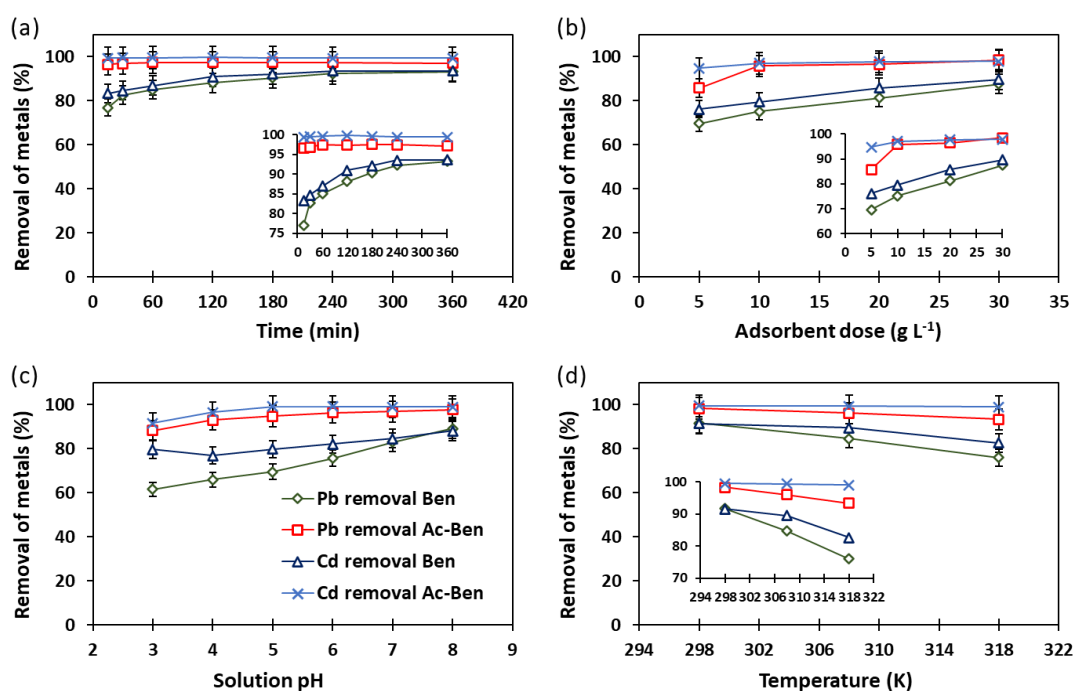 (a)
Removal of metals (%)
100
80
60
40
20
0
100
95
90
85
80
75
0 60 120 180 240 300 360
0 60 120 180 240 300 360 420
Time (min)
(b)
Removal of metals (%)
100
80
60
40
20
0
100
90
80
70
60
0 5 10 15 20 25 30
0 5 10 15 20 25 30 35
Adsorbent dose (g L⁻¹)
(c)
Removal of metals (%)
100
80
60
40
20
0
Pb removal Ben
Pb removal Ac-Ben
Cd removal Ben
Cd removal Ac-Ben
2 3 4 5 6 7 8 9
Solution pH
(d)
Removal of metals (%)
100
80
60
40
20
0
100
90
80
70
294 298 302 306 310 314 318 322
294 298 302 306 310 314 318 322
Temperature (K)